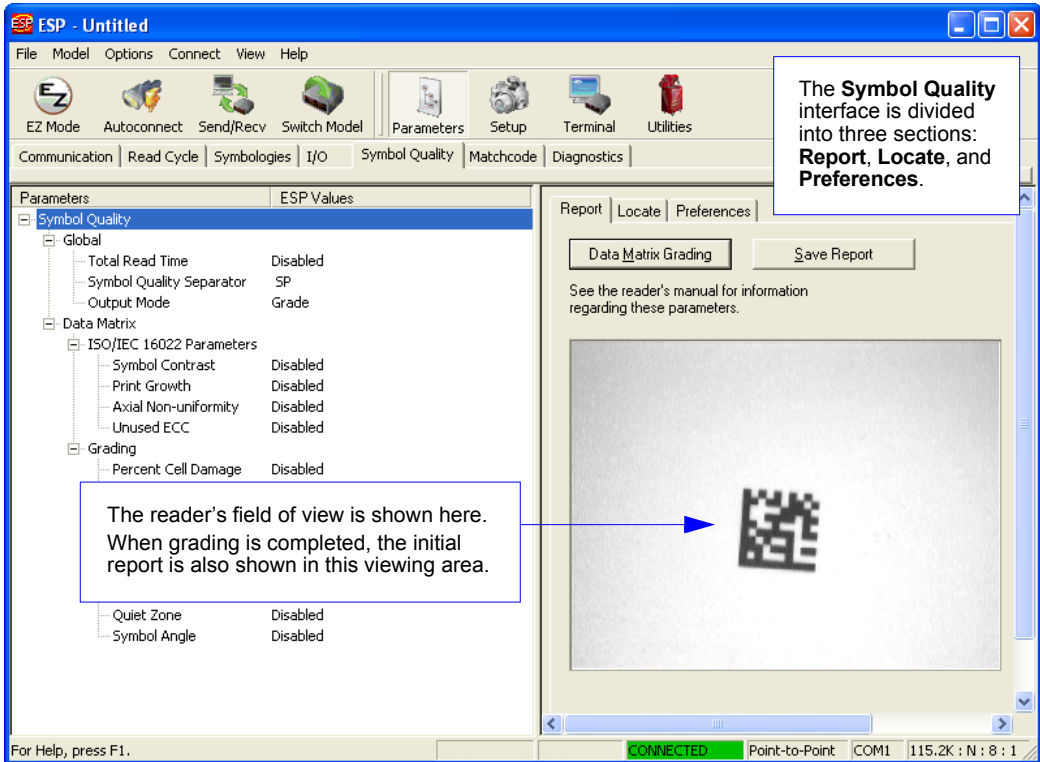 ESP - Untitled
File Model Options Connect View Help
EZ Mode Autoconnect Send/Recv Switch Model Parameters Setup Terminal Utilities
Communication Read Cycle Symbologies I/O Symbol Quality Matchcode Diagnostics
The Symbol Quality
interface is divided
into three sections:
Report, Locate, and
Preferences.
Parameters ESP Values
Symbol Quality
Global
Total Read Time Disabled
Symbol Quality Separator SP
Output Mode Grade
Data Matrix
ISO/IEC 16022 Parameters
Symbol Contrast Disabled
Print Growth Disabled
Axial Non-uniformity Disabled
Unused ECC Disabled
Grading
Percent Cell Damage Disabled
The reader's field of view is shown here.
When grading is completed, the initial
report is also shown in this viewing area.
Quiet Zone Disabled
Symbol Angle Disabled
Report Locate Preferences
Data Matrix Grading Save Report
See the reader's manual for information
regarding these parameters.
For Help, press F1. CONNECTED Point-to-Point COM1 115.2K : N : 8 : 1